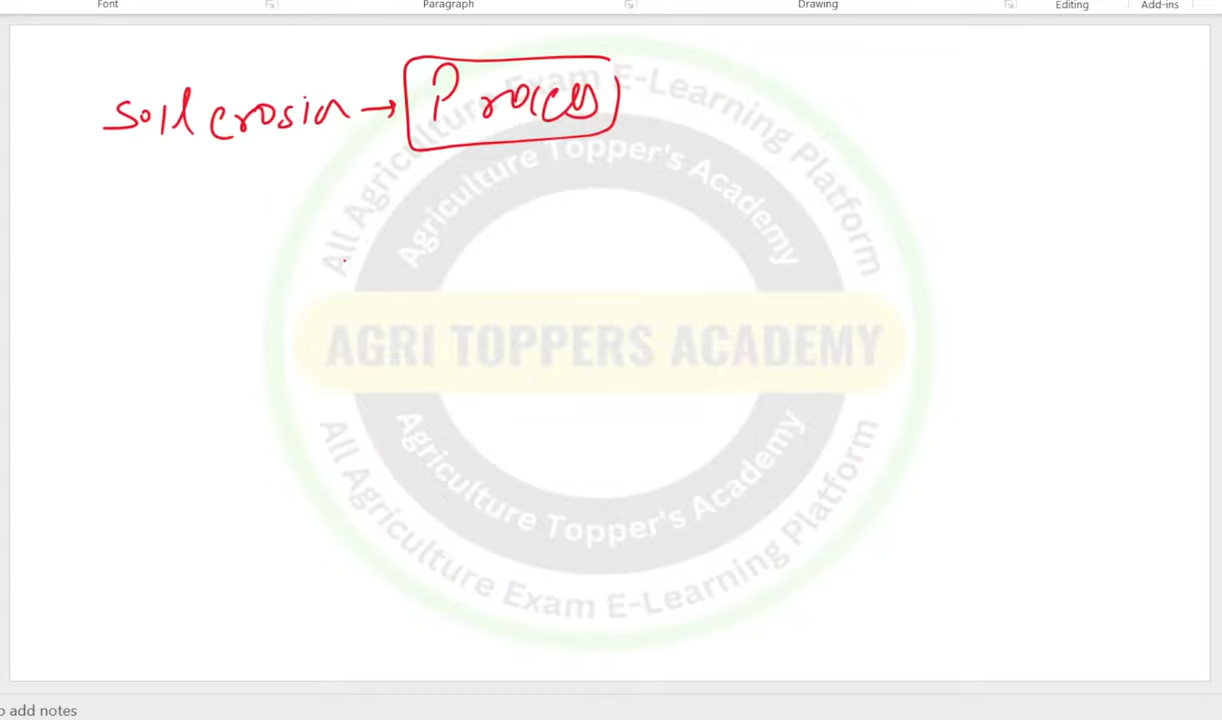 Font Paragraph Drawing Editing Add-ins
soil erosion → Process
All Agriculture Exam E-Learning Platform
Agriculture Topper's Academy
AGRI TOPPERS ACADEMY
Agriculture Topper's Academy
All Agriculture Exam E-Learning Platform
o add notes